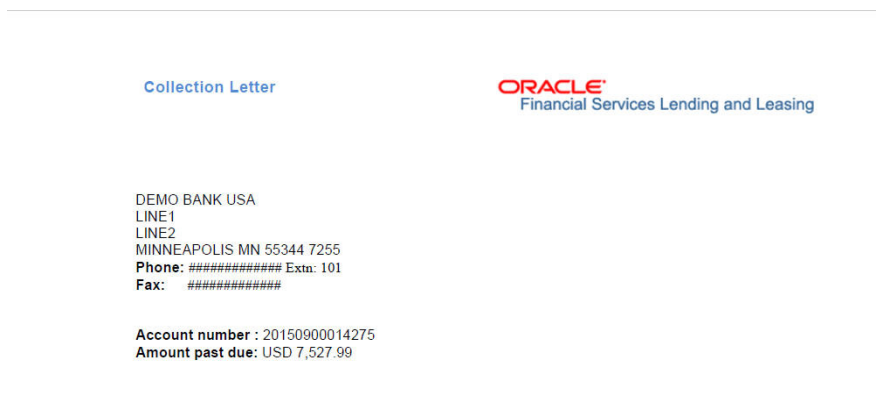 Collection Letter
ORACLE
Financial Services Lending and Leasing
DEMO BANK USA
LINE1
LINE2
MINNEAPOLIS MN 55344 7255
Phone: ############# Extn: 101
Fax: #############
Account number : 20150900014275
Amount past due: USD 7,527.99